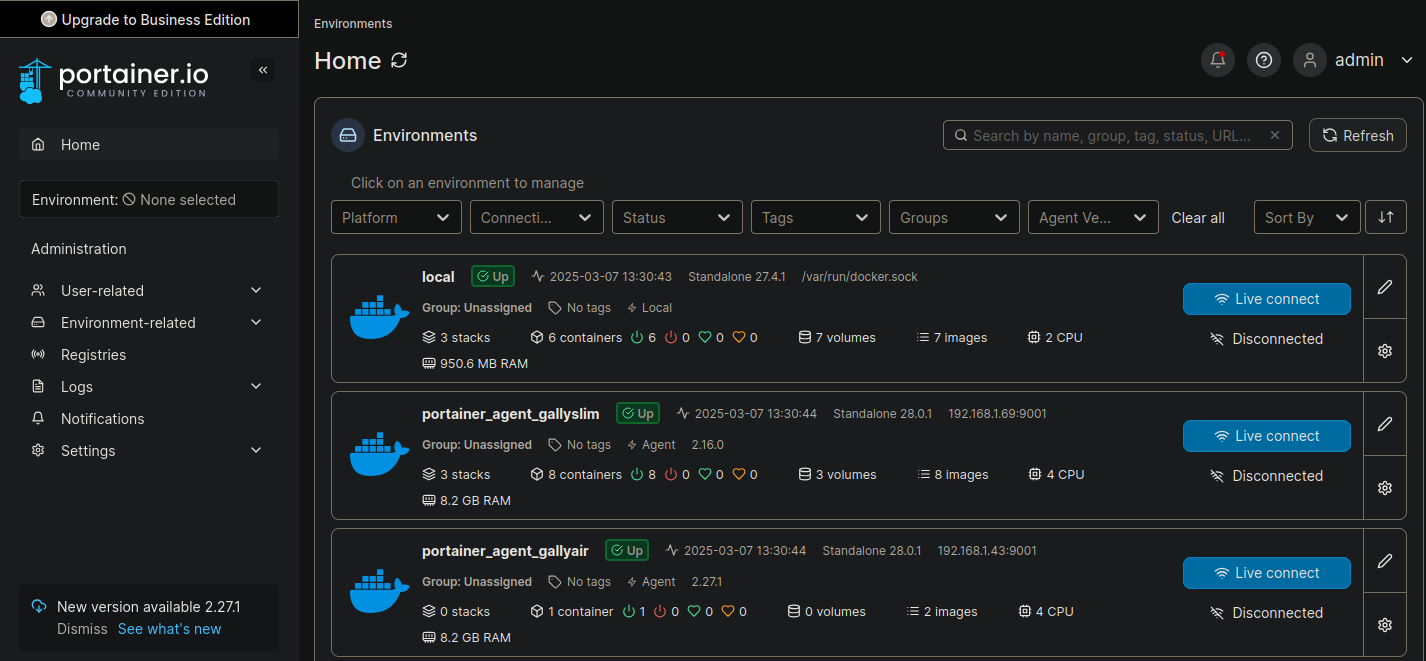 Upgrade to Business Edition
portainer.io
COMMUNITY EDITION
Home
Environment: None selected
Administration
User-related
Environment-related
Registries
Logs
Notifications
Settings
New version available 2.27.1
Dismiss See what's new
Environments
Home
admin
Environments
Search by name, group, tag, status, URL...
Refresh
Click on an environment to manage
Platform Connecti... Status Tags Groups Agent Ve... Clear all Sort By
local Up 2025-03-07 13:30:43 Standalone 27.4.1 /var/run/docker.sock
Group: Unassigned No tags Local
3 stacks 6 containers 6 0 0 0 7 volumes 7 images 2 CPU
950.6 MB RAM
Live connect
Disconnected
portainer_agent_gallyslim Up 2025-03-07 13:30:44 Standalone 28.0.1 192.168.1.69:9001
Group: Unassigned No tags Agent 2.16.0
3 stacks 8 containers 8 0 0 0 3 volumes 8 images 4 CPU
8.2 GB RAM
Live connect
Disconnected
portainer_agent_gallyair Up 2025-03-07 13:30:44 Standalone 28.0.1 192.168.1.43:9001
Group: Unassigned No tags Agent 2.27.1
0 stacks 1 container 1 0 0 0 0 volumes 2 images 4 CPU
8.2 GB RAM
Live connect
Disconnected